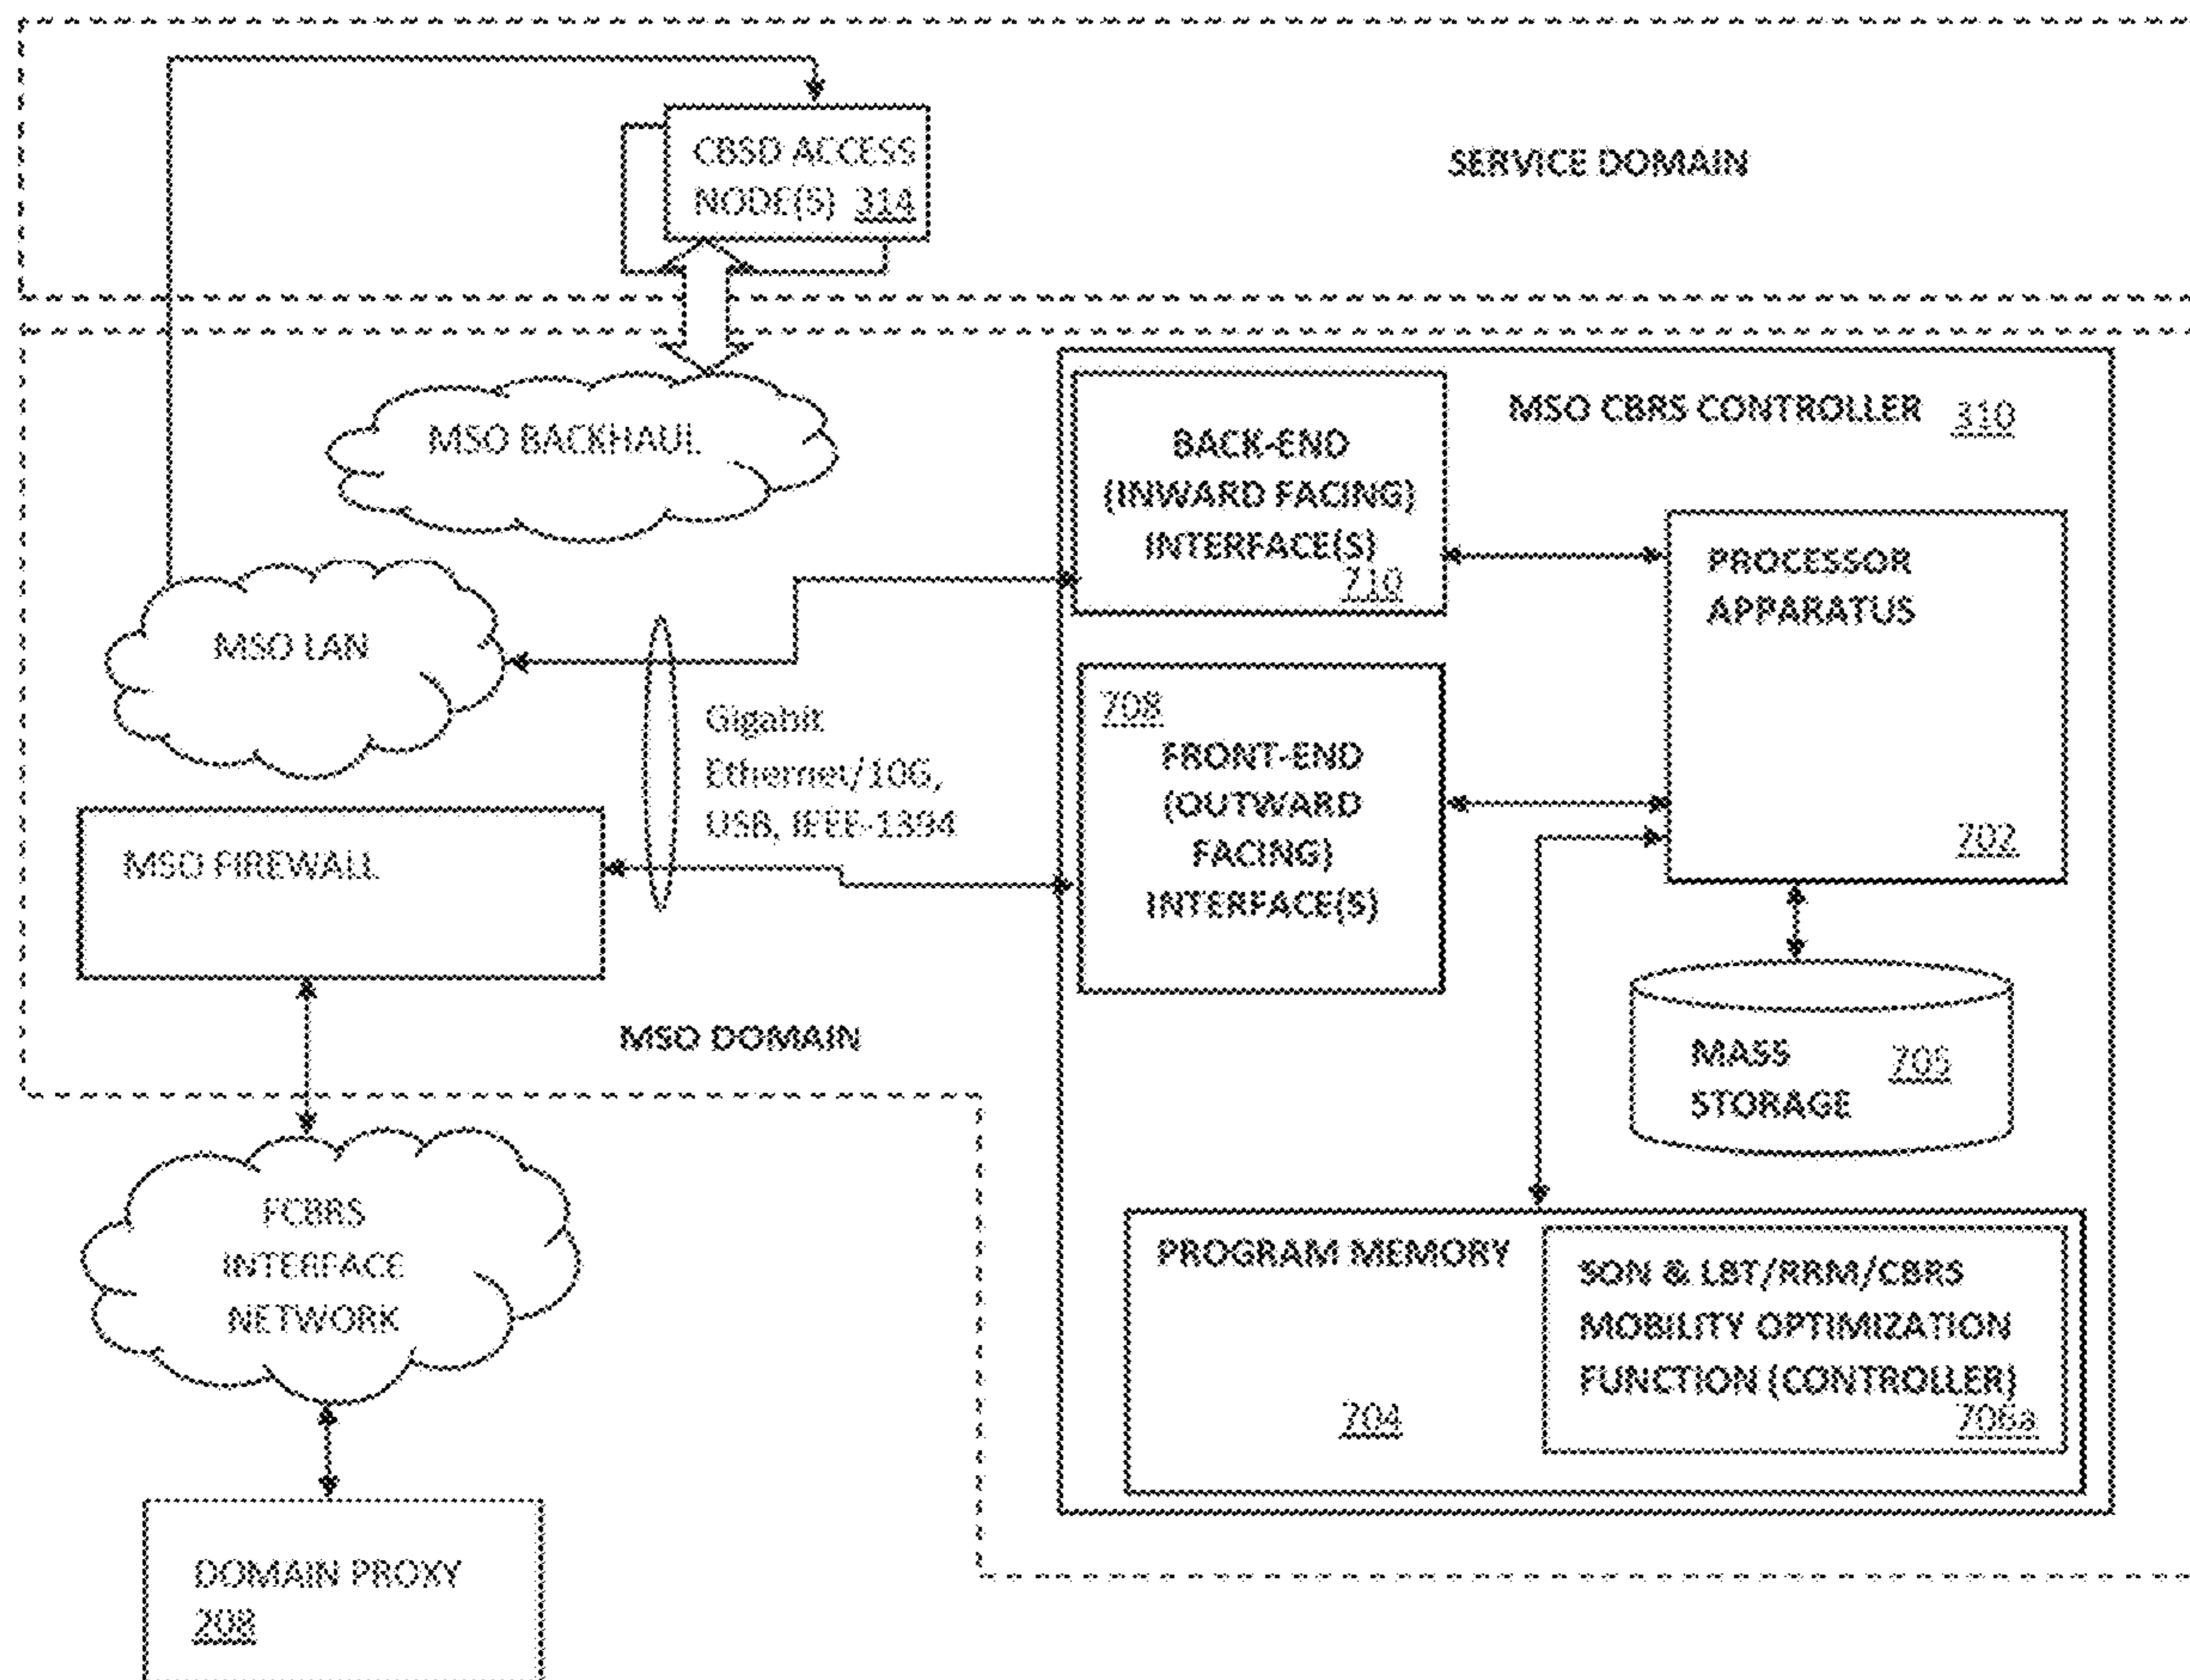 CBSD ACCESS
NODE(S) 314
SERVICE DOMAIN
MSO BACKHAUL
MSO CBRS CONTROLLER 310
BACK-END
(INWARD FACING)
INTERFACE(S)
710
PROCESSOR
APPARATUS
702
MSO LAN
Gigabit
Ethernet/10G,
USB, IEEE-1394
708
FRONT-END
(OUTWARD
FACING)
INTERFACE(S)
MSO FIREWALL
MSO DOMAIN
MASS 705
STORAGE
FCBRS
INTERFACE
NETWORK
PROGRAM MEMORY
704
SON & LBT/RRM/CBRS
MOBILITY OPTIMIZATION
FUNCTION (CONTROLLER)
706a
DOMAIN PROXY
208